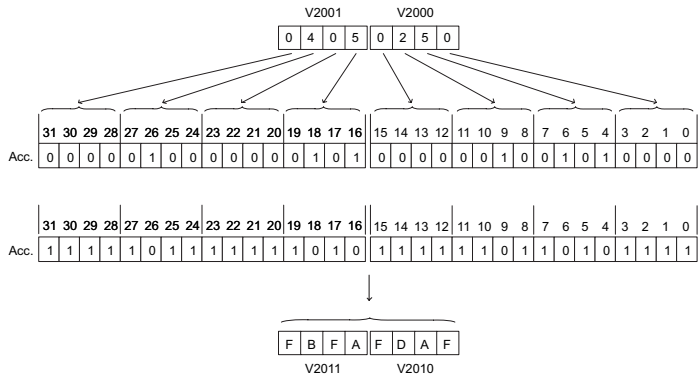 V2001 V2000
0 4 0 5 0 2 5 0
31 30 29 28 27 26 25 24 23 22 21 20 19 18 17 16 15 14 13 12 11 10 9 8 7 6 5 4 3 2 1 0
Acc. 0 0 0 0 0 1 0 0 0 0 0 0 0 1 0 1 0 0 0 0 0 0 1 0 0 1 0 1 0 0 0 0
31 30 29 28 27 26 25 24 23 22 21 20 19 18 17 16 15 14 13 12 11 10 9 8 7 6 5 4 3 2 1 0
Acc. 1 1 1 1 1 0 1 1 1 1 1 1 1 0 1 0 1 1 1 1 1 1 0 1 1 0 1 0 1 1 1 1
F B F A F D A F
V2011 V2010